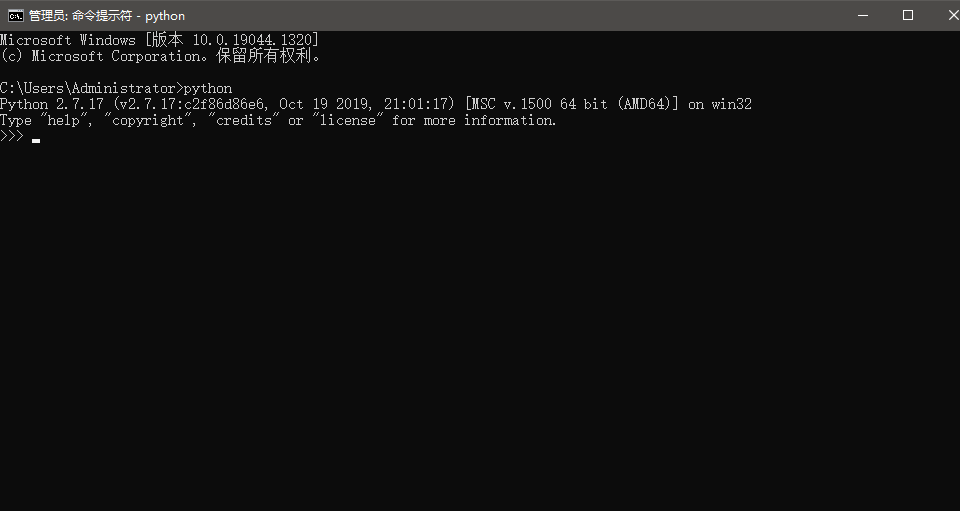 管理员: 命令提示符 - python
Microsoft Windows [版本 10.0.19044.1320]
(c) Microsoft Corporation。保留所有权利。
C:\Users\Administrator>python
Python 2.7.17 (v2.7.17:c2f86d86e6, Oct 19 2019, 21:01:17) [MSC v.1500 64 bit (AMD64)] on win32
Type "help", "copyright", "credits" or "license" for more information.
>>>